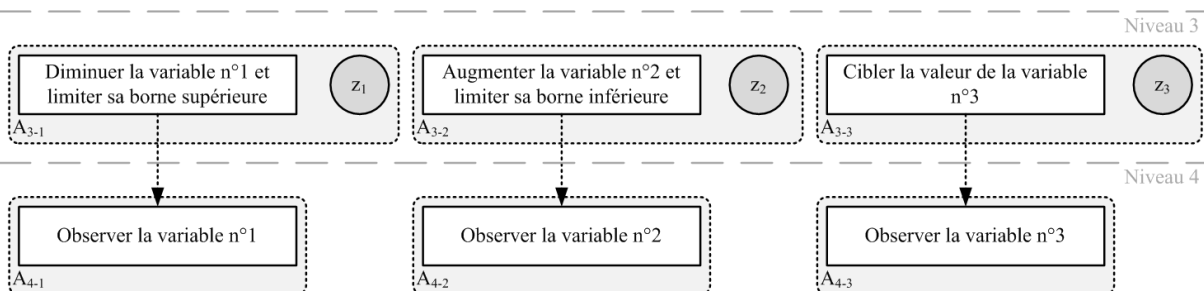 Niveau 3
Diminuer la variable n°1 et
limiter sa borne supérieure
z1
A3-1
Augmenter la variable n°2 et
limiter sa borne inférieure
z2
A3-2
Cibler la valeur de la variable
n°3
z3
A3-3
Niveau 4
Observer la variable n°1
A4-1
Observer la variable n°2
A4-2
Observer la variable n°3
A4-3